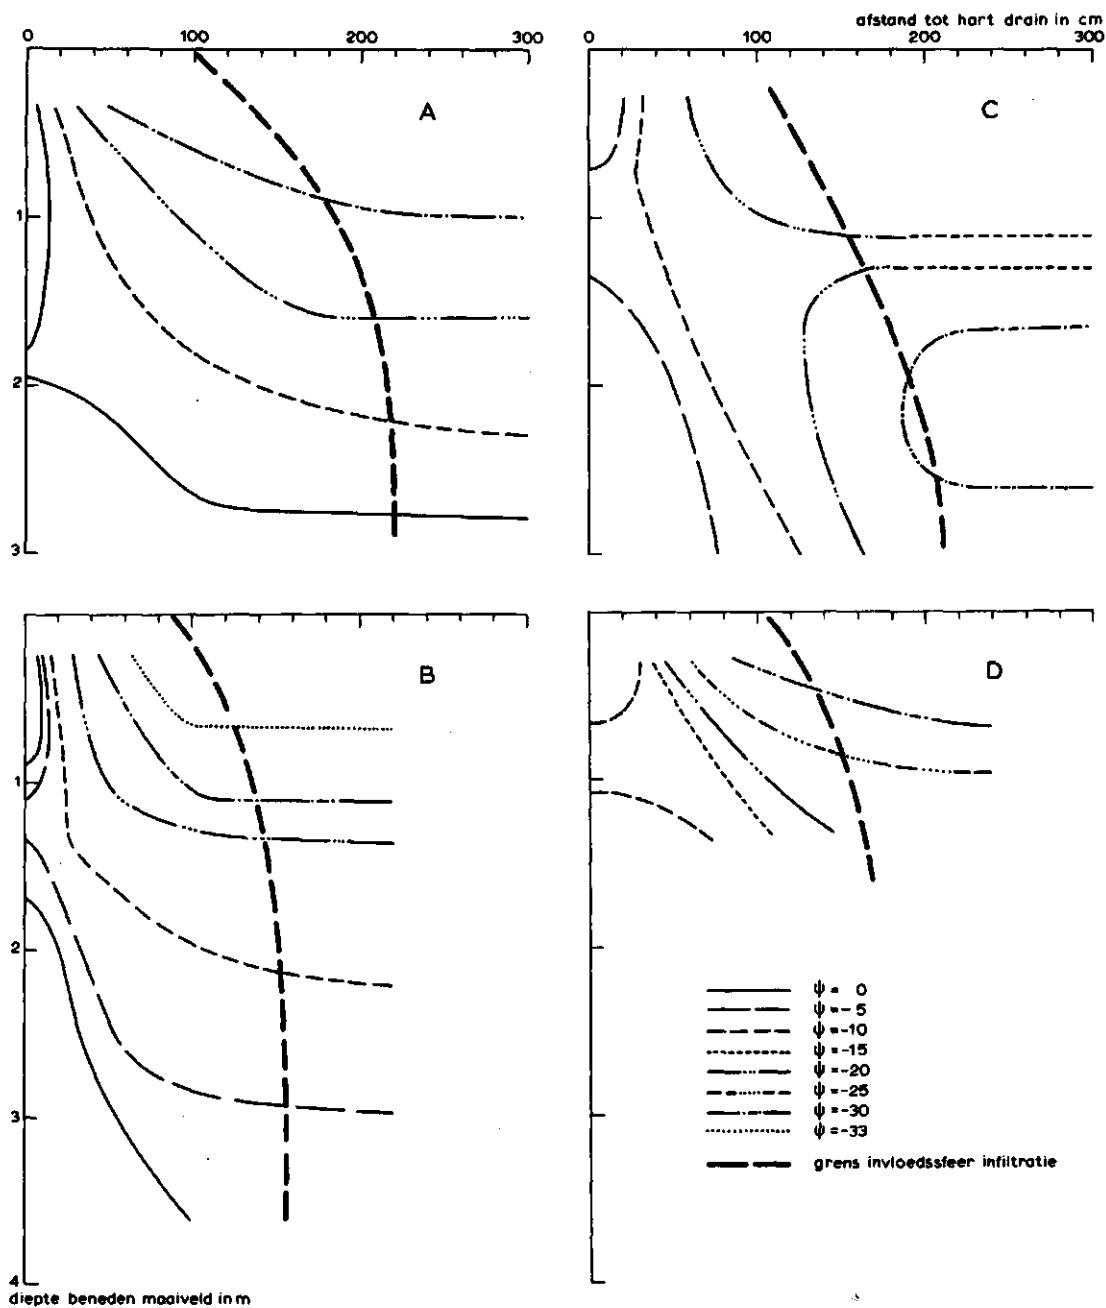 afstand tot hart drain in cm
0 100 200 300
0 100 200 300
A
C
1
2
3
B
D
1
2
3
4
ψ = 0
ψ = -5
ψ = -10
ψ = -15
ψ = -20
ψ = -25
ψ = -30
ψ = -33
grens invloedssfeer infiltratie
diepte beneden maaiveld in m